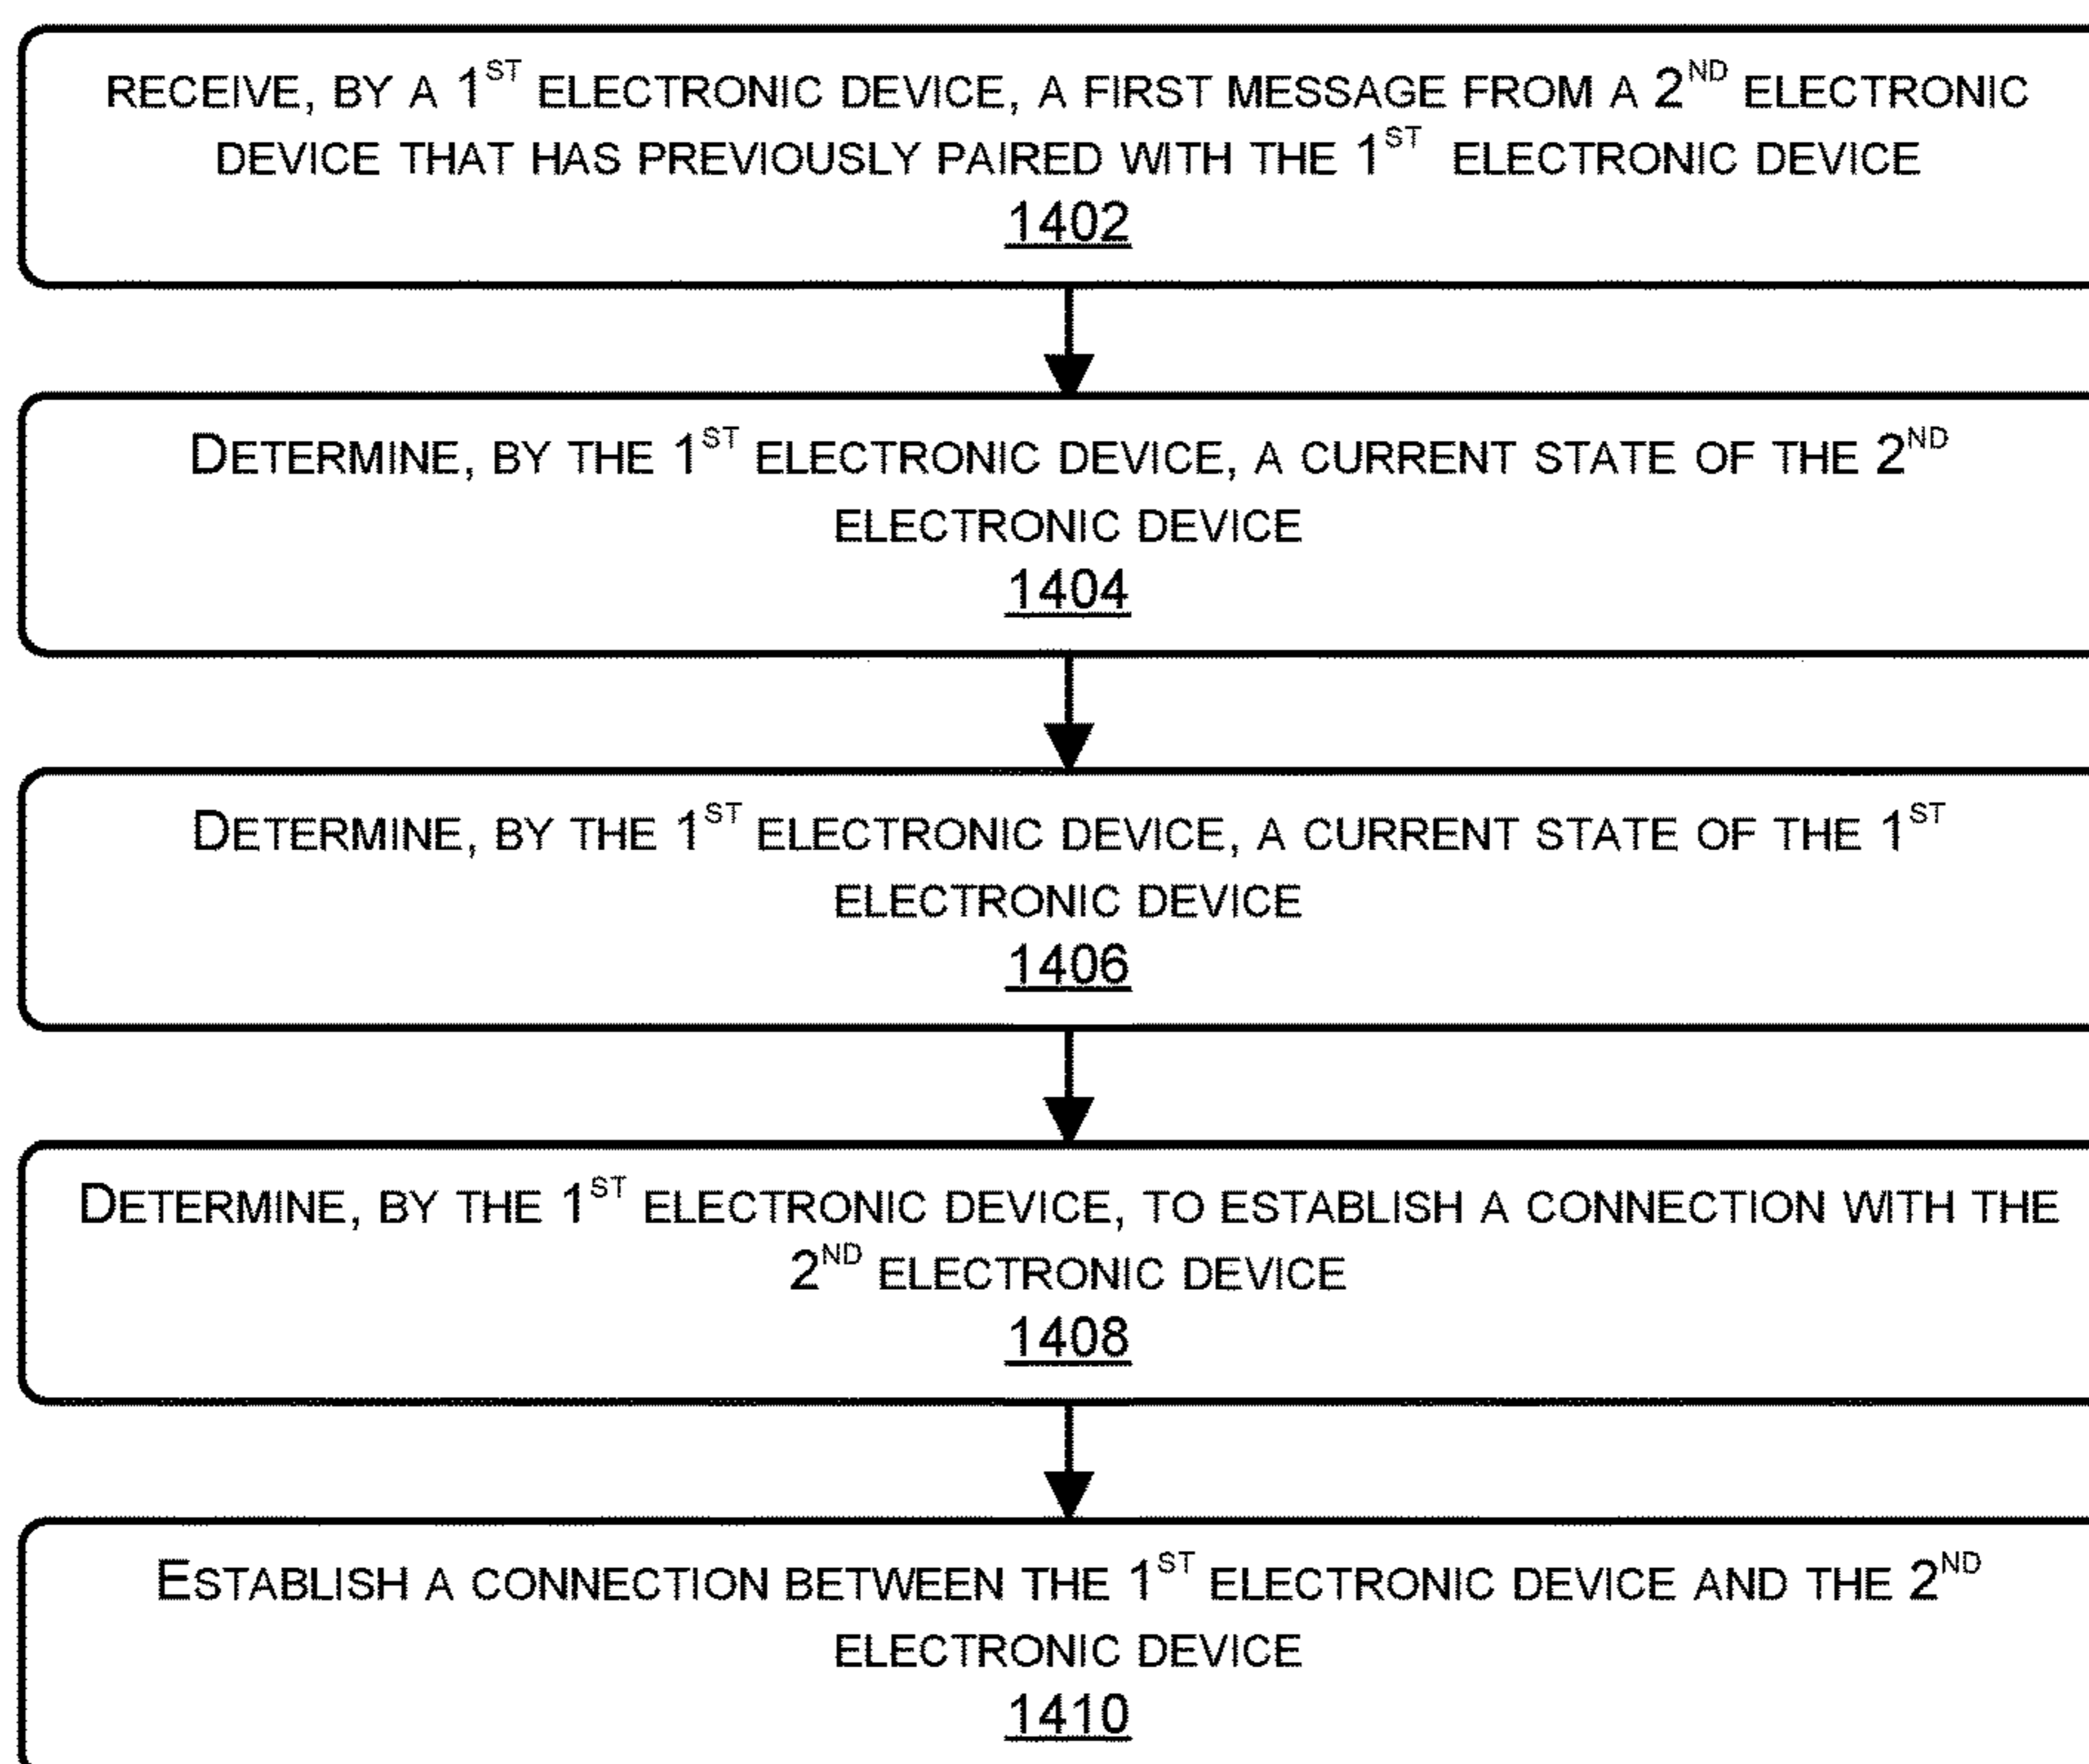 RECEIVE, BY A 1ST ELECTRONIC DEVICE, A FIRST MESSAGE FROM A 2ND ELECTRONIC
DEVICE THAT HAS PREVIOUSLY PAIRED WITH THE 1ST ELECTRONIC DEVICE
1402
DETERMINE, BY THE 1ST ELECTRONIC DEVICE, A CURRENT STATE OF THE 2ND
ELECTRONIC DEVICE
1404
DETERMINE, BY THE 1ST ELECTRONIC DEVICE, A CURRENT STATE OF THE 1ST
ELECTRONIC DEVICE
1406
DETERMINE, BY THE 1ST ELECTRONIC DEVICE, TO ESTABLISH A CONNECTION WITH THE
2ND ELECTRONIC DEVICE
1408
ESTABLISH A CONNECTION BETWEEN THE 1ST ELECTRONIC DEVICE AND THE 2ND
ELECTRONIC DEVICE
1410